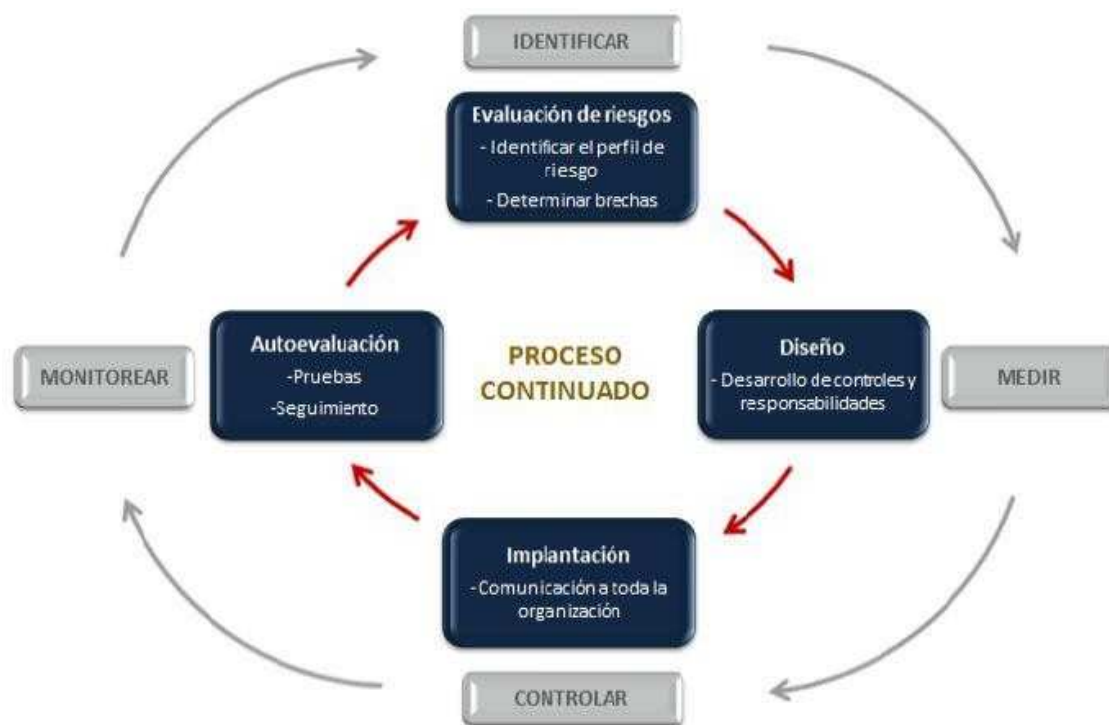 IDENTIFICAR
Evaluación de riesgos
- Identificar el perfil de
riesgo
- Determinar brechas
MONITOREAR
Autoevaluación
-Pruebas
-Seguimiento
PROCESO
CONTINUADO
Diseño
- Desarrollo de controles y
responsabilidades
MEDIR
Implantación
- Comunicación a toda la
organización
CONTROLAR